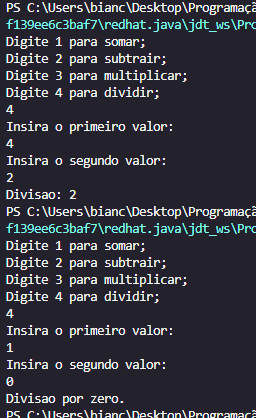 PS C:\Users\bianc\Desktop\Programaçã
f139ee6c3baf7\redhat.java\jdt_ws\Pro
Digite 1 para somar;
Digite 2 para subtrair;
Digite 3 para multiplicar;
Digite 4 para dividir;
4
Insira o primeiro valor:
4
Insira o segundo valor:
2
Divisao: 2
PS C:\Users\bianc\Desktop\Programaçã
f139ee6c3baf7\redhat.java\jdt_ws\Pro
Digite 1 para somar;
Digite 2 para subtrair;
Digite 3 para multiplicar;
Digite 4 para dividir;
4
Insira o primeiro valor:
1
Insira o segundo valor:
0
Divisao por zero.
PS C:\Users\bianc\Desktop\Programaçã